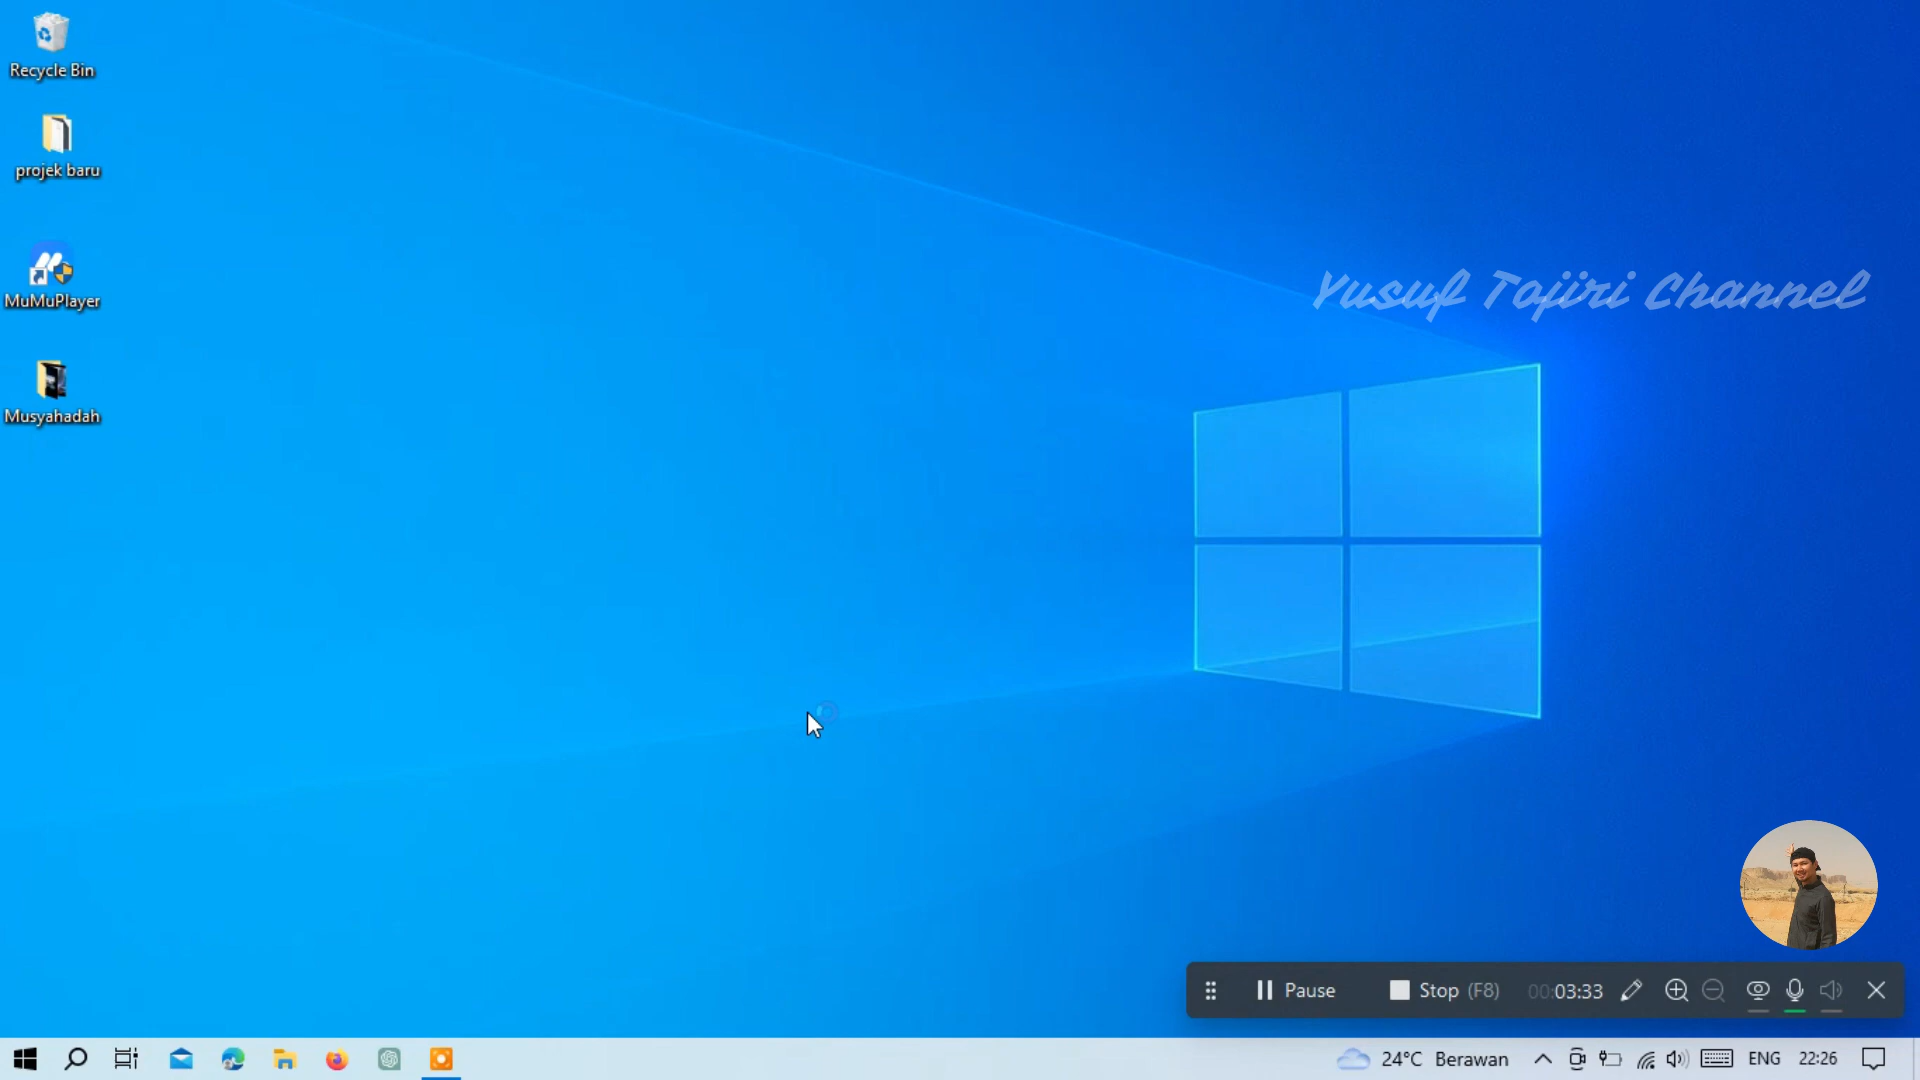 Recycle Bin
projek baru
MuMuPlayer
Musyahadah
Yusuf Tajiri Channel
Pause
Stop (F8)
00:03:33
24°C Berawan
ENG
22:26